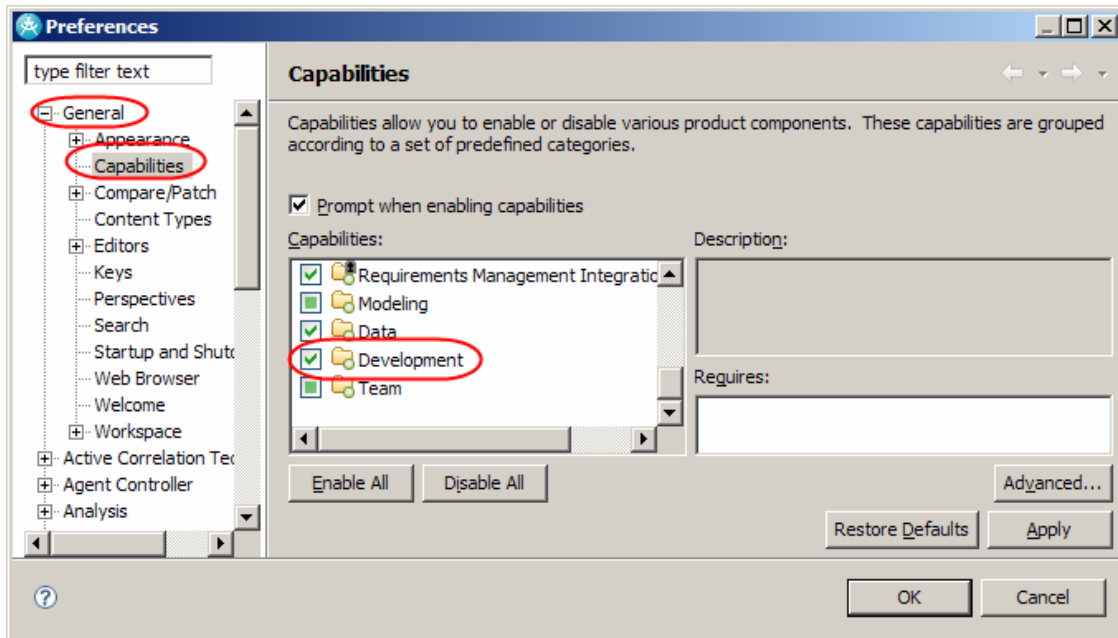 Preferences
type filter text
General
Appearance
Capabilities
Compare/Patch
Content Types
Editors
Keys
Perspectives
Search
Startup and Shutd
Web Browser
Welcome
Workspace
Active Correlation Tec
Agent Controller
Analysis
Capabilities
Capabilities allow you to enable or disable various product components. These capabilities are grouped
according to a set of predefined categories.
Prompt when enabling capabilities
Capabilities:
Requirements Management Integratio
Modeling
Data
Development
Team
Description:
Requires:
Enable All
Disable All
Advanced...
Restore Defaults
Apply
?
OK
Cancel